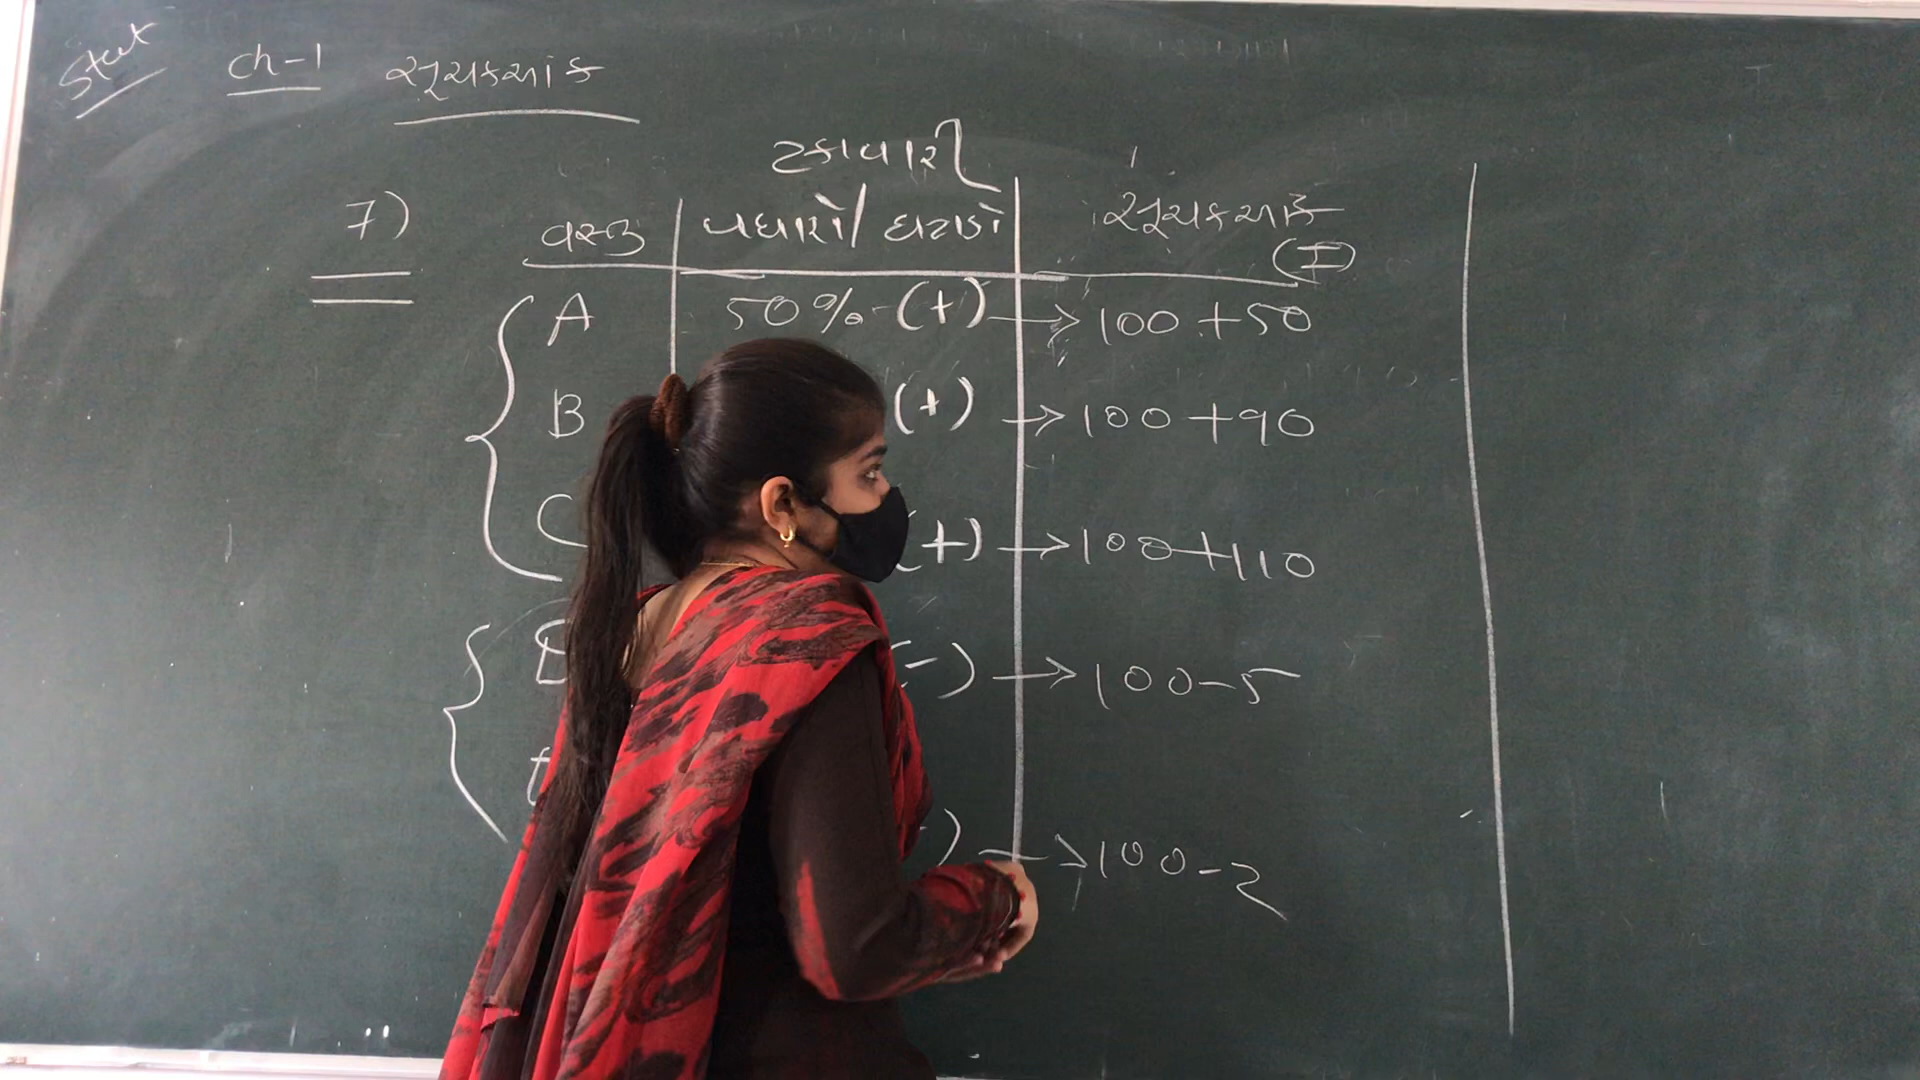 Stat ch-1 સૂચકઆંક
ટકાવારી
7) વસ્તુ વધારો/ ઘટાડો સૂચકઆંક
(I)
A 50% (+) → 100 + 50
B (+) → 100 + 90
C (+) → 100 + 110
D -) → 100 - 5
-) → 100 - 2